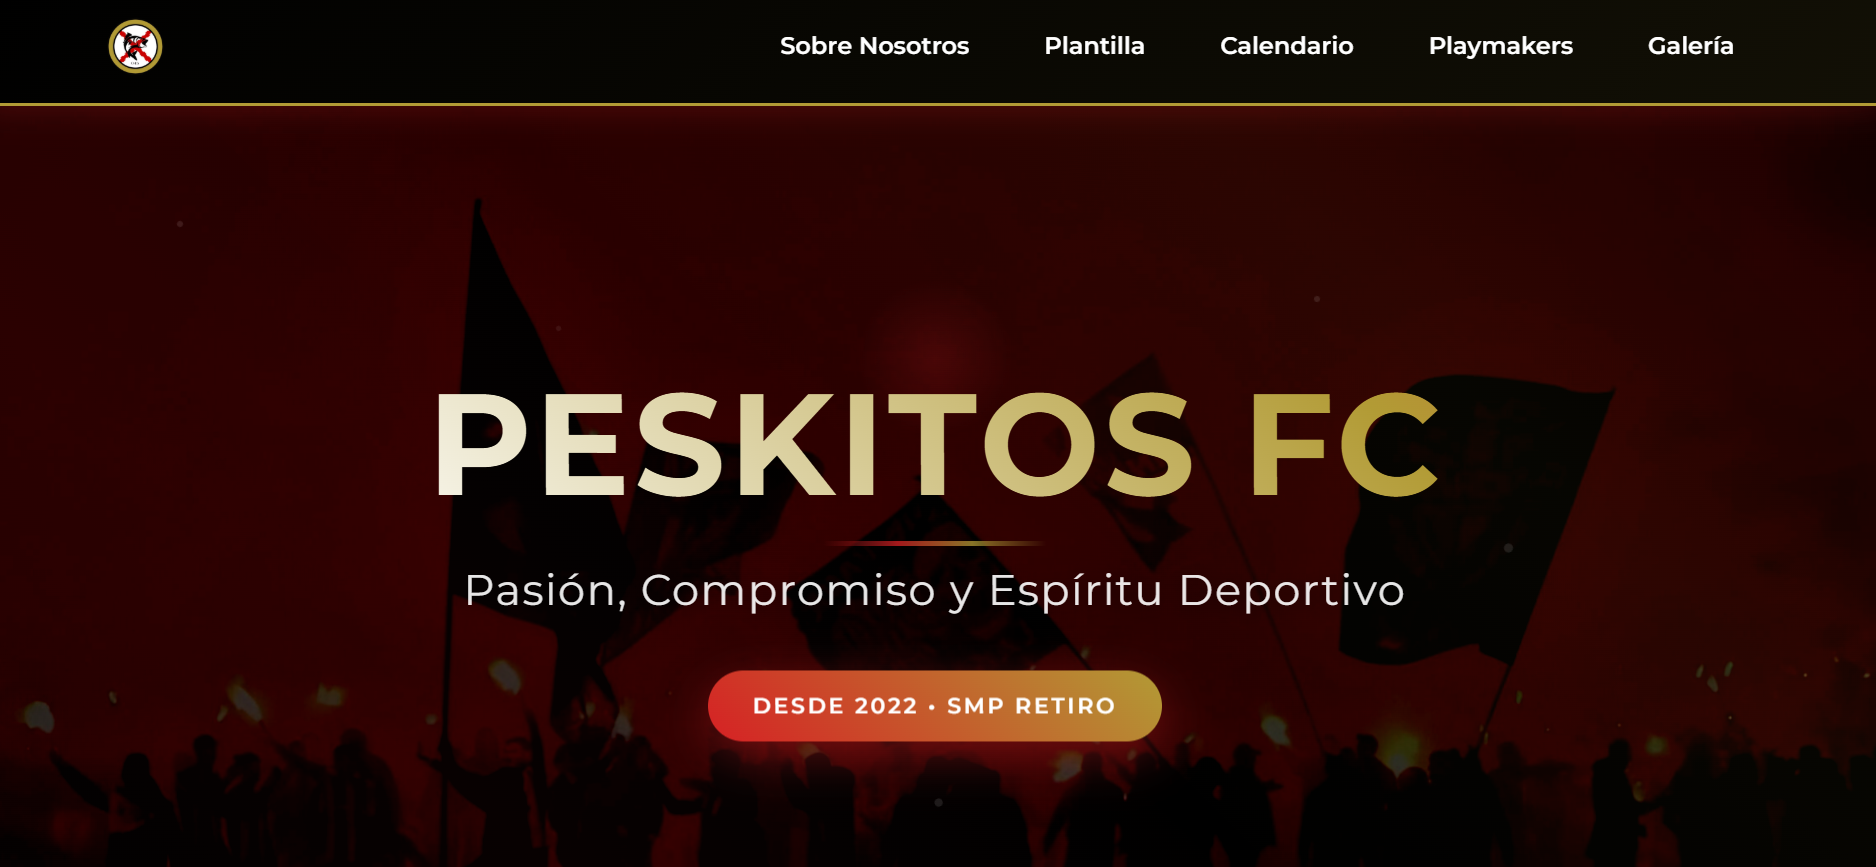 Sobre Nosotros Plantilla Calendario Playmakers Galería
PESKITOS FC
Pasión, Compromiso y Espíritu Deportivo
DESDE 2022 • SMP RETIRO